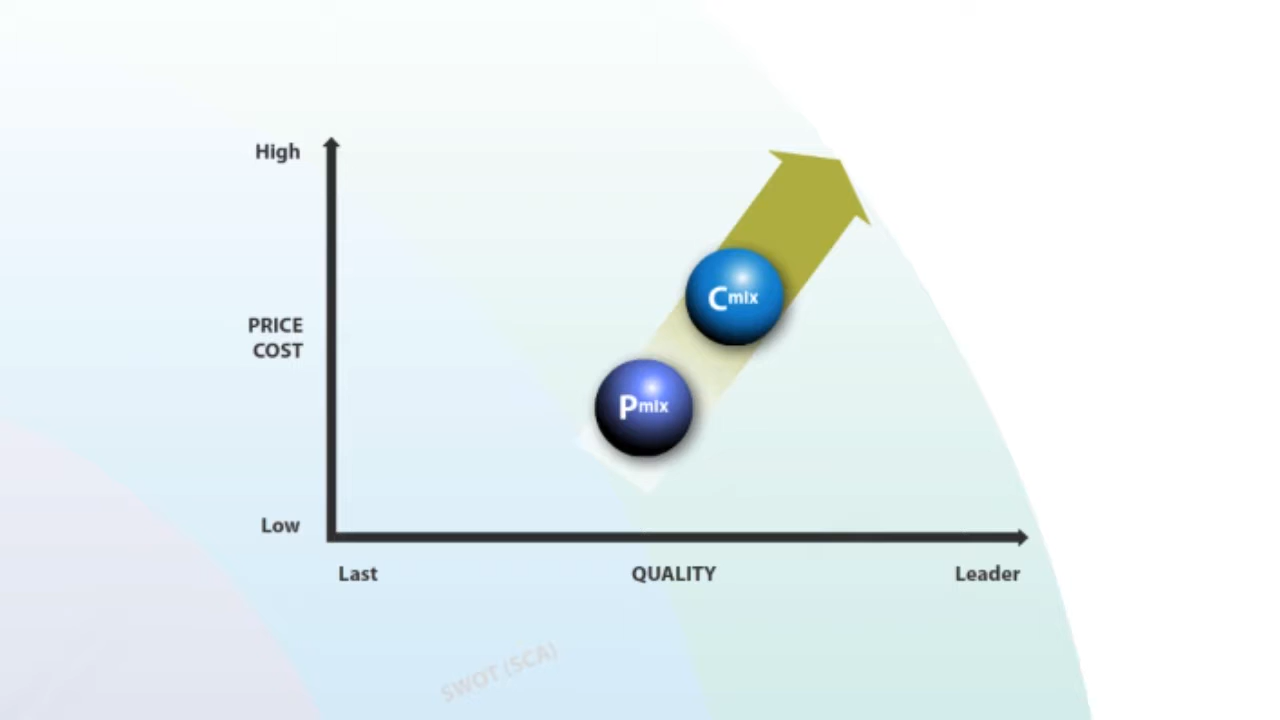 High
Cmix
PRICE
COST
Pmix
Low
Last
QUALITY
Leader
SWOT (SCA)